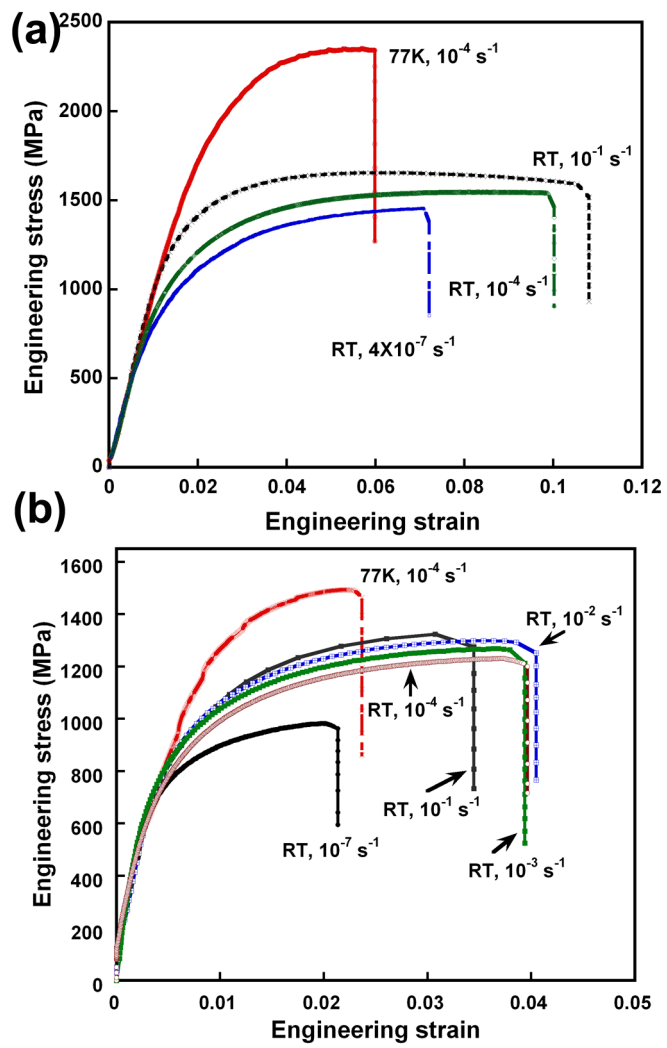 (a)
2500
2000
1500
1000
500
0
Engineering stress (MPa)
77K, 10⁻⁴ s⁻¹
RT, 10⁻¹ s⁻¹
RT, 10⁻⁴ s⁻¹
RT, 4X10⁻⁷ s⁻¹
0 0.02 0.04 0.06 0.08 0.1 0.12
Engineering strain
(b)
1600
1400
1200
1000
800
600
400
200
0
Engineering stress (MPa)
77K, 10⁻⁴ s⁻¹
RT, 10⁻² s⁻¹
RT, 10⁻⁴ s⁻¹
RT, 10⁻¹ s⁻¹
RT, 10⁻⁷ s⁻¹
RT, 10⁻³ s⁻¹
0 0.01 0.02 0.03 0.04 0.05
Engineering strain